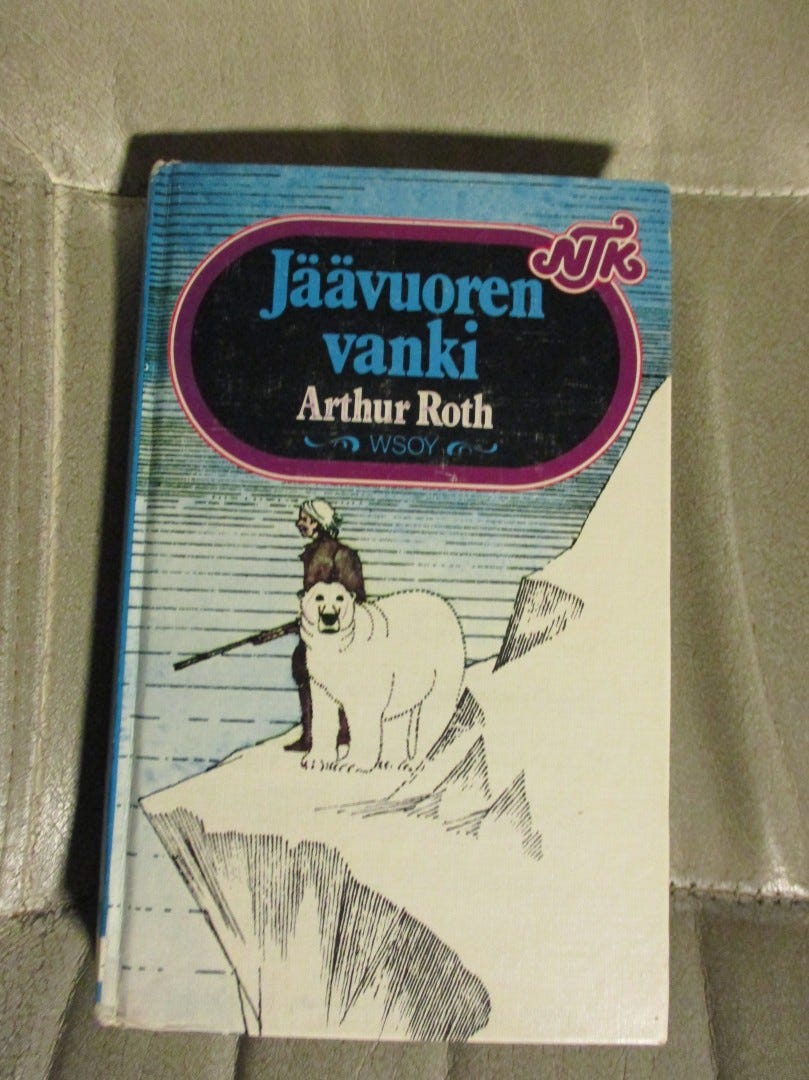 NJK
Jäävuoren
vanki
Arthur Roth
WSOY